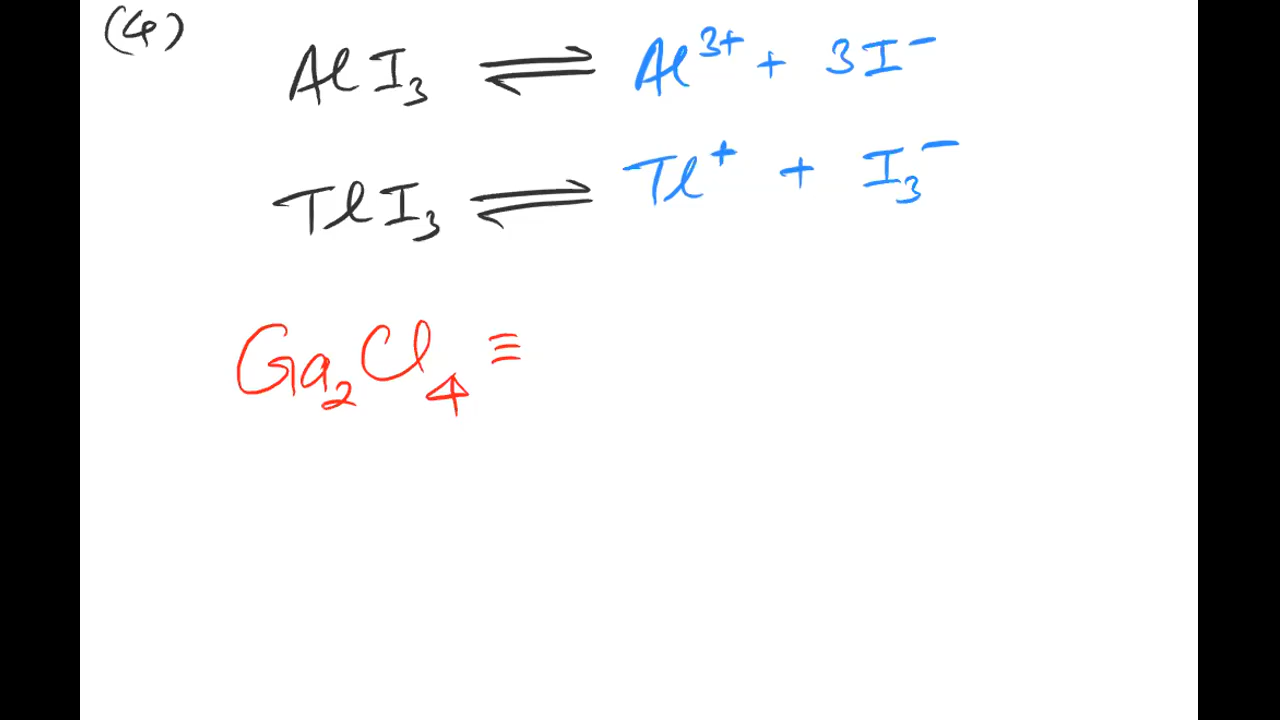 (4)
AlI₃ ⇌ Al³⁺ + 3I⁻
TlI₃ ⇌ Tl⁺ + I₃⁻
Ga₂Cl₄ ≡